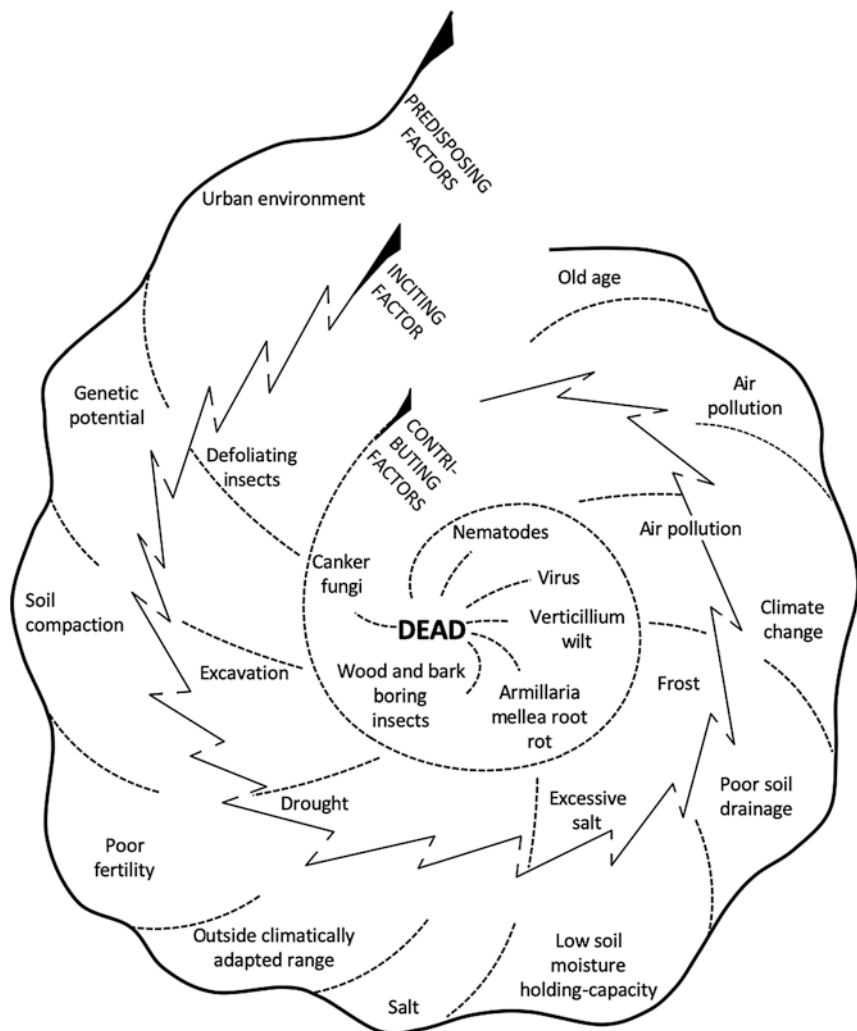 PREDISPOSING
FACTORS
Urban environment
INCITING
FACTOR
Old age
Genetic
potential
Air
pollution
CONTRI-
BUTING
FACTORS
Defoliating
insects
Nematodes
Air pollution
Canker
fungi
Virus
Soil
compaction
DEAD
Verticillium
wilt
Climate
change
Excavation
Wood and bark
boring
insects
Armillaria
mellea root
rot
Frost
Drought
Excessive
salt
Poor soil
drainage
Poor
fertility
Outside climatically
adapted range
Low soil
moisture
holding-capacity
Salt